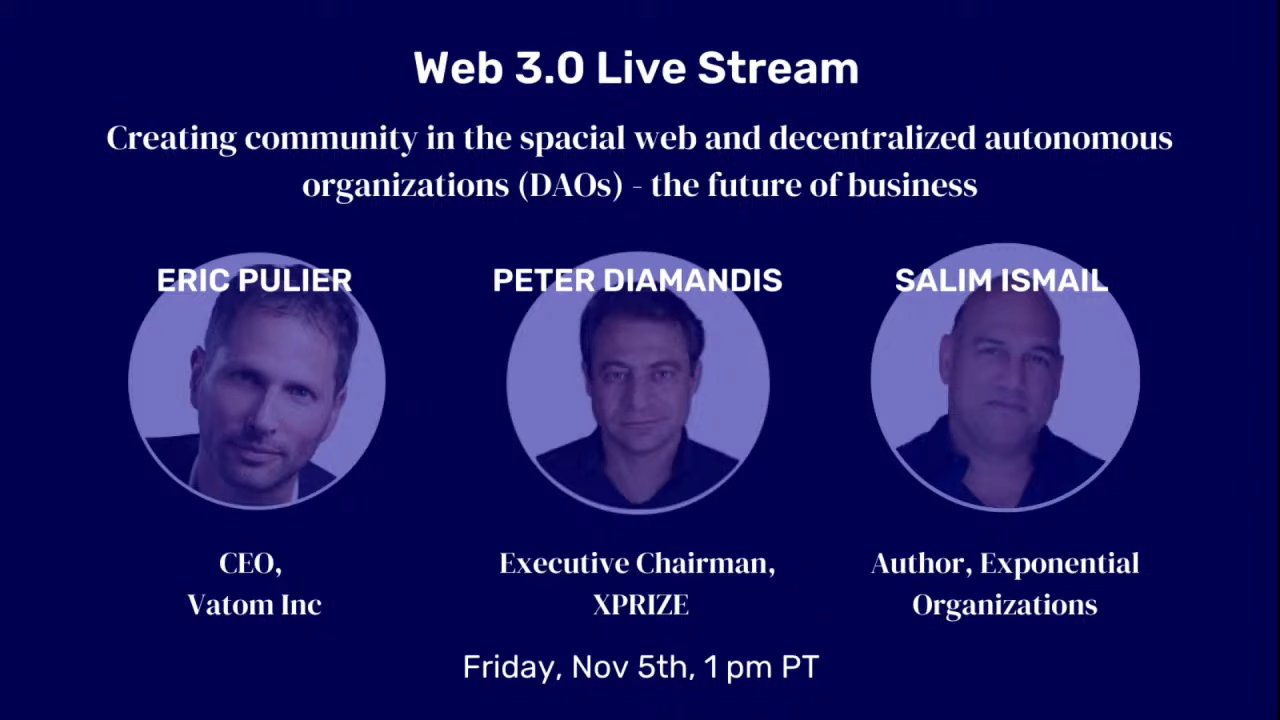 Web 3.0 Live Stream
Creating community in the spacial web and decentralized autonomous
organizations (DAOs) - the future of business
ERIC PULIER
PETER DIAMANDIS
SALIM ISMAIL
CEO,
Vatom Inc
Executive Chairman,
XPRIZE
Author, Exponential
Organizations
Friday, Nov 5th, 1 pm PT